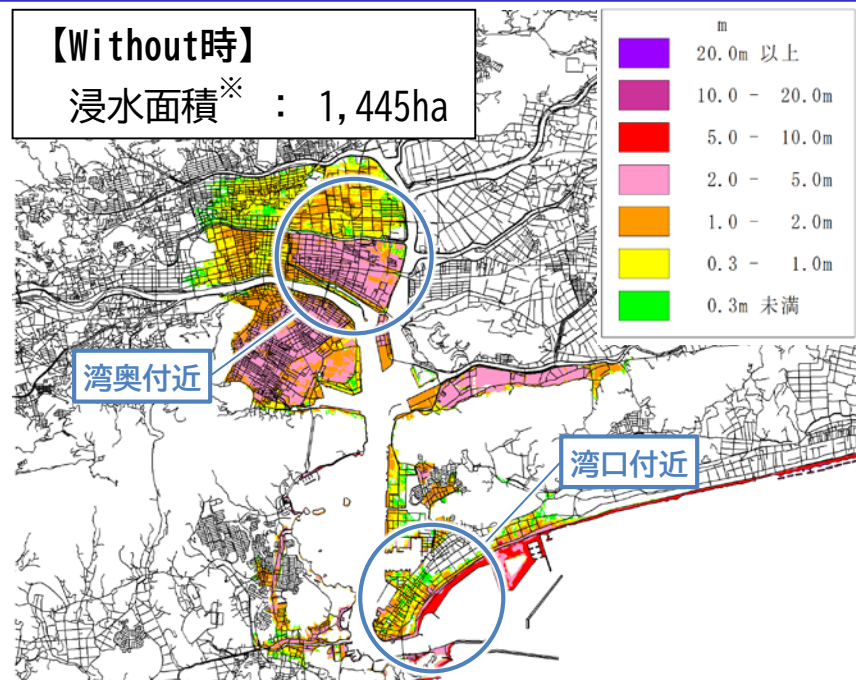 【Without時】
浸水面積※ : 1,445ha
m
20.0m 以上
10.0 - 20.0m
5.0 - 10.0m
2.0 - 5.0m
1.0 - 2.0m
0.3 - 1.0m
0.3m 未満
湾奥付近
湾口付近